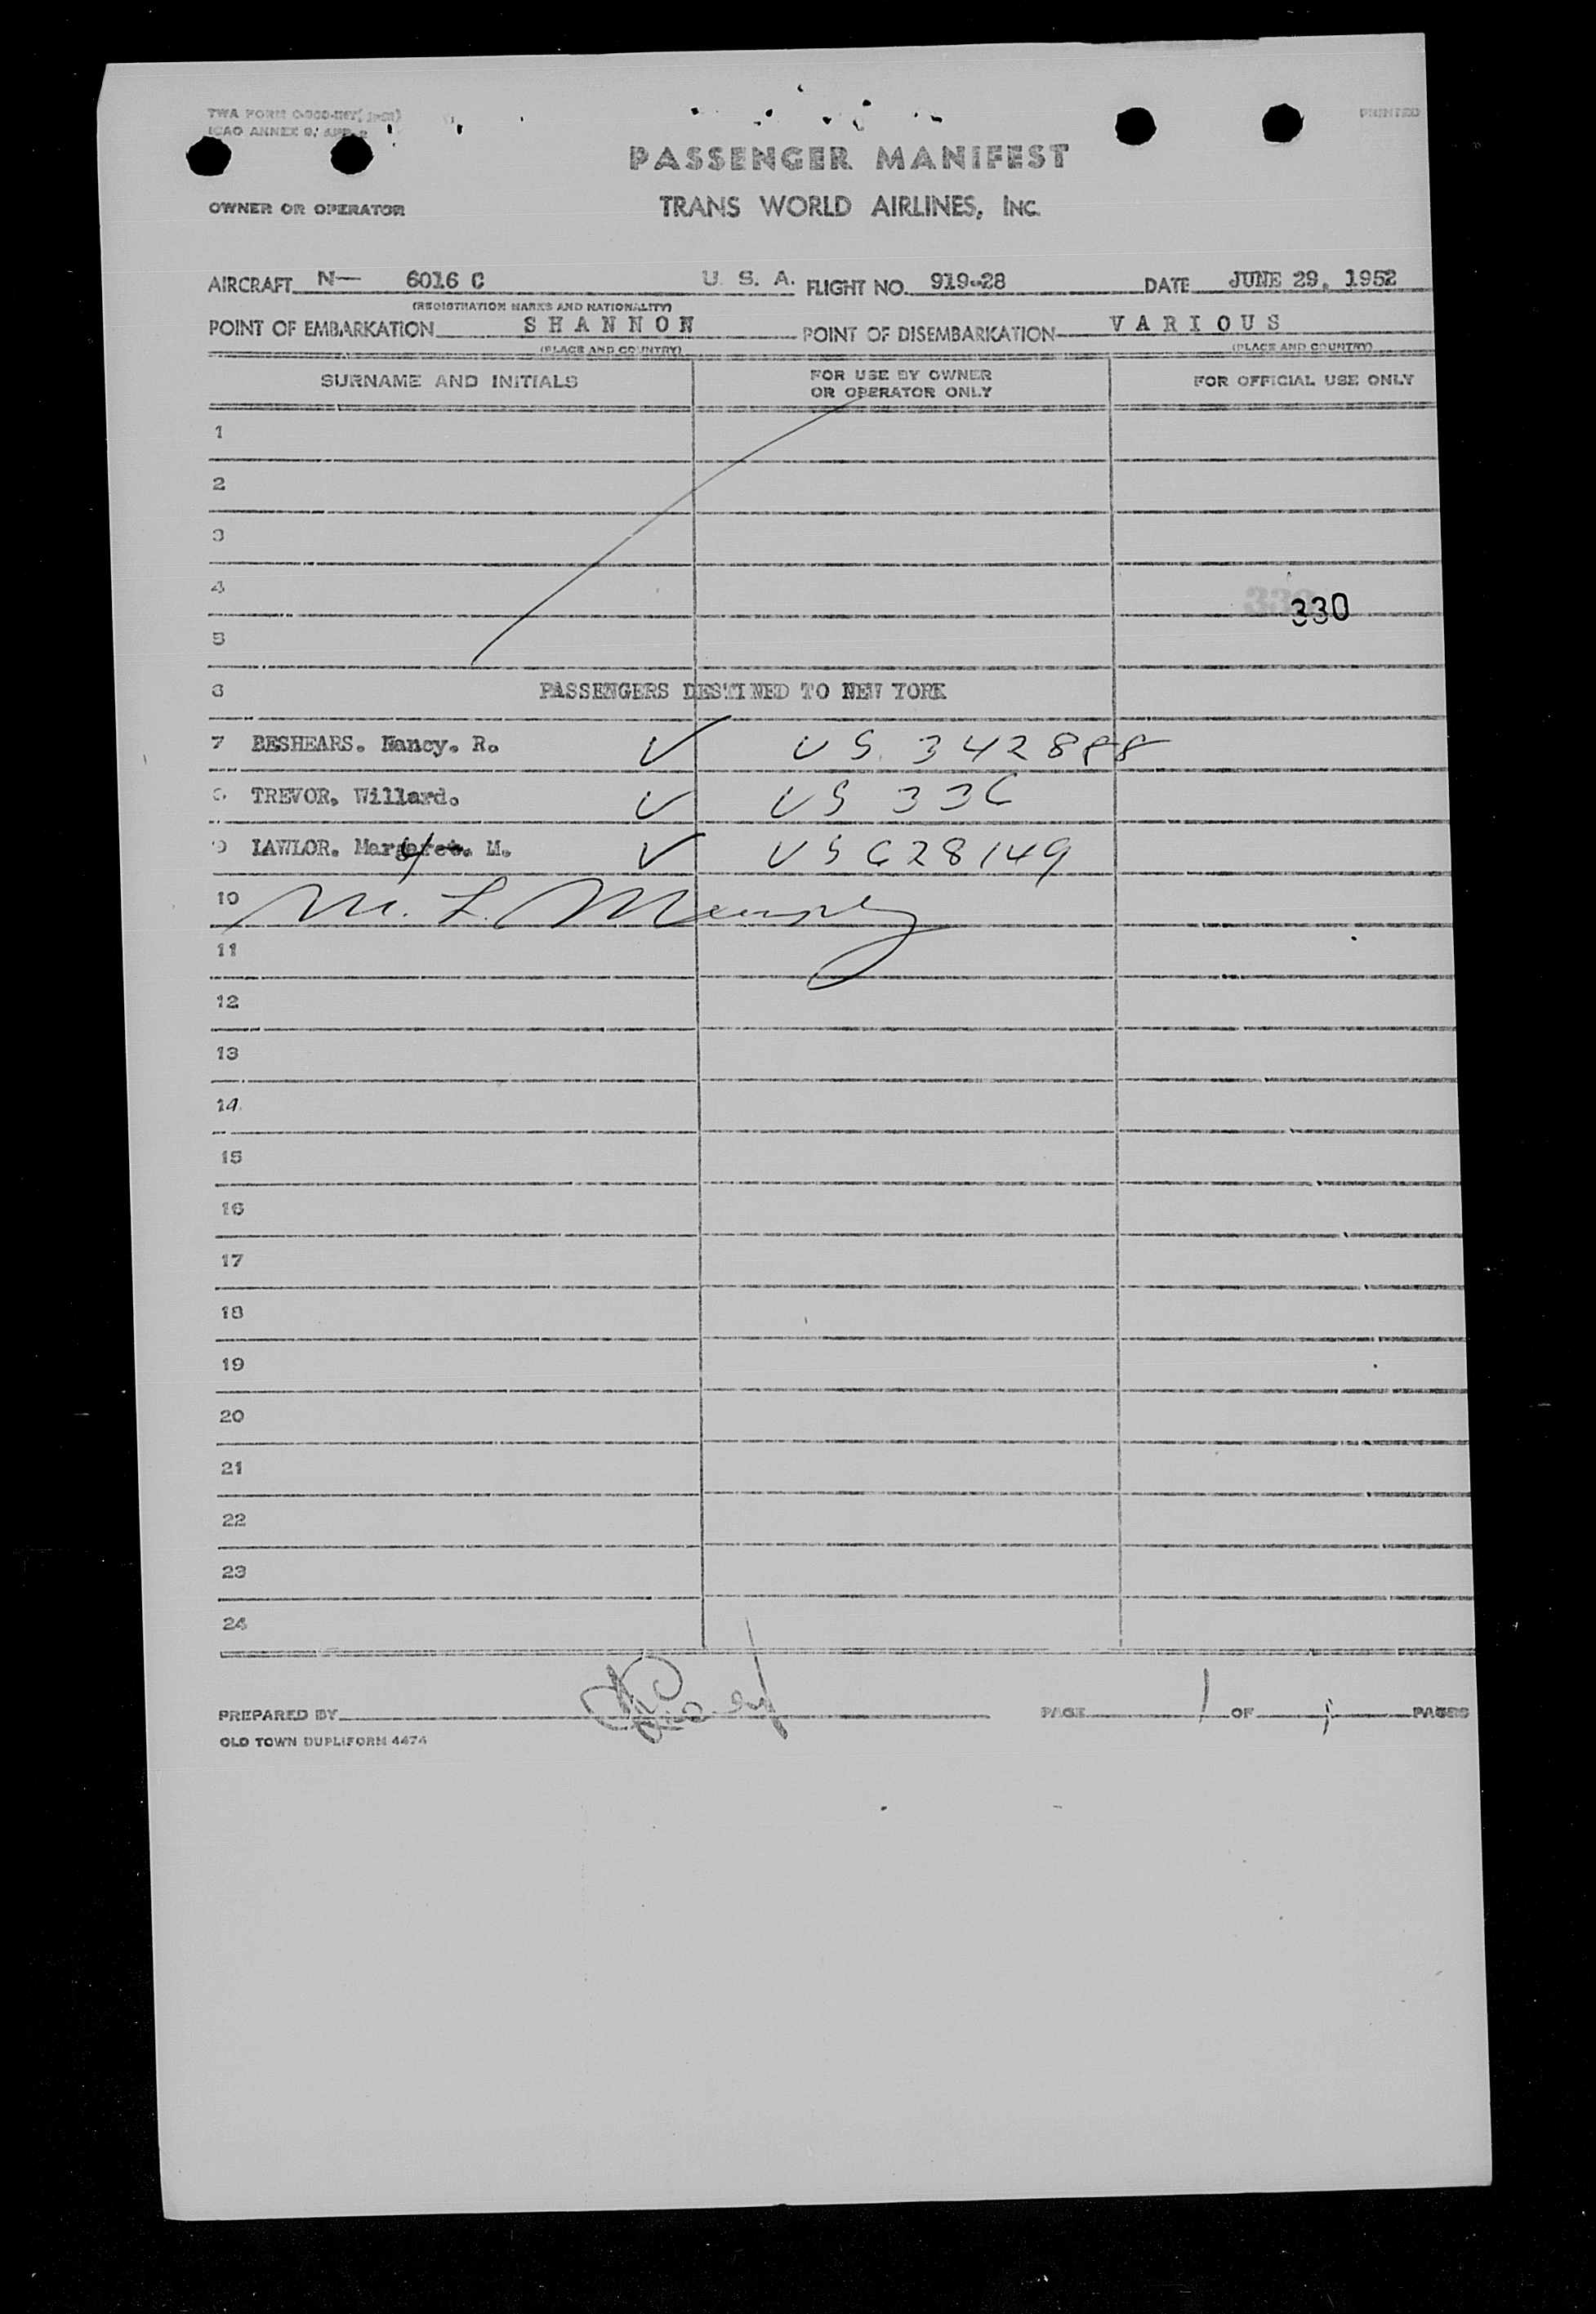 PRINTED
PASSENGER MANIFEST
OWNER OR OPERATOR TRANS WORLD AIRLINES, INC.
AIRCRAFT N— 6016 C U. S. A. FLIGHT NO. 919-28 DATE JUNE 29, 1952
(REGISTRATION MARKS AND NATIONALITY)
POINT OF EMBARKATION S H A N N O N POINT OF DISEMBARKATION V A R I O U S
(PLACE AND COUNTRY) (PLACE AND COUNTRY)
SURNAME AND INITIALS FOR USE BY OWNER OR OPERATOR ONLY FOR OFFICIAL USE ONLY
1
2
3
4
330
5
6 PASSENGERS DESTINED TO NEW YORK
7 BESHEARS. Nancy. R. US 342888
8 TREVOR. Willard. US 336
9 LAWLOR. M. US 628149
10 M. L.
11
12
13
14
15
16
17
18
19
20
21
22
23
24
PREPARED BY PAGE 1 OF 1 PAGES
OLD TOWN DUPLIFORM 4474